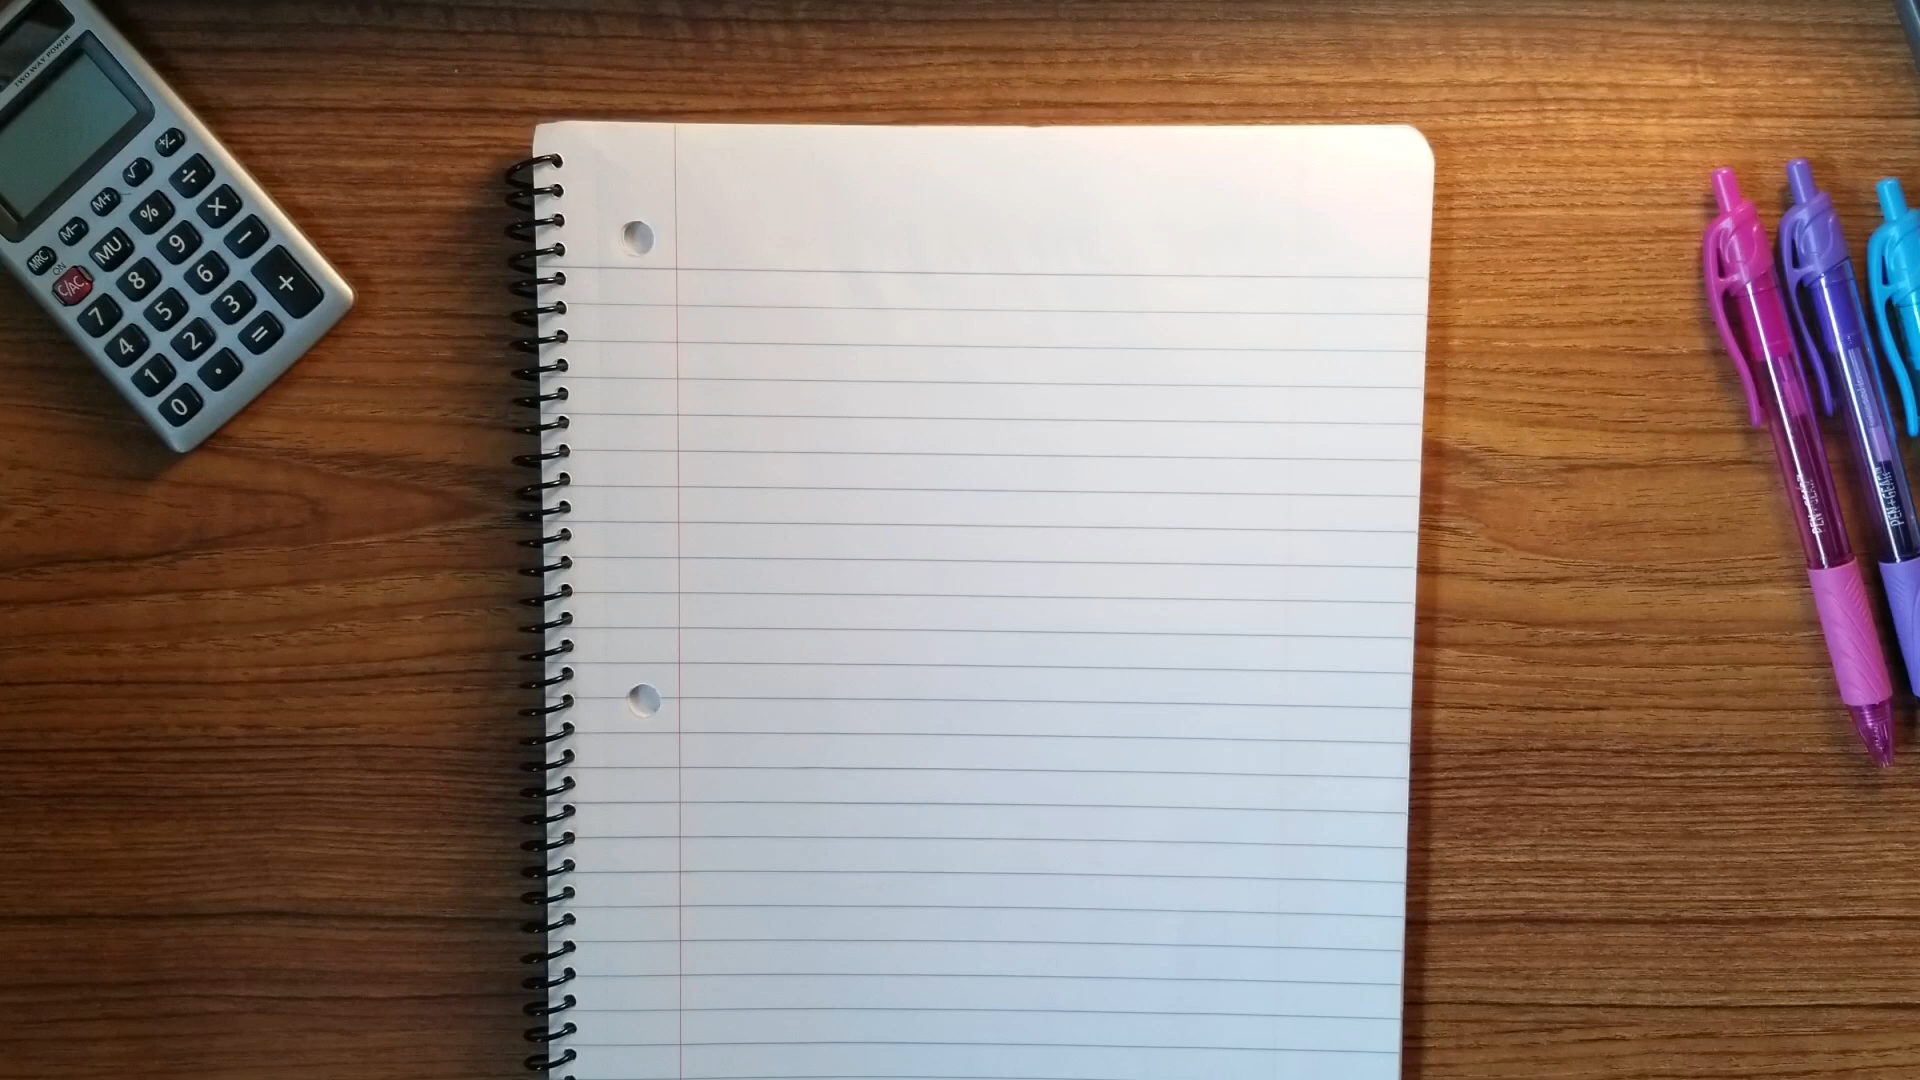 TWO WAY POWER
+/-
√ ÷
M+ % ×
M- MU 9 −
MRC ON C/AC 8 6 +
7 5 3
4 2 =
1 .
0
PEN+GEAR
PEN+GEAR